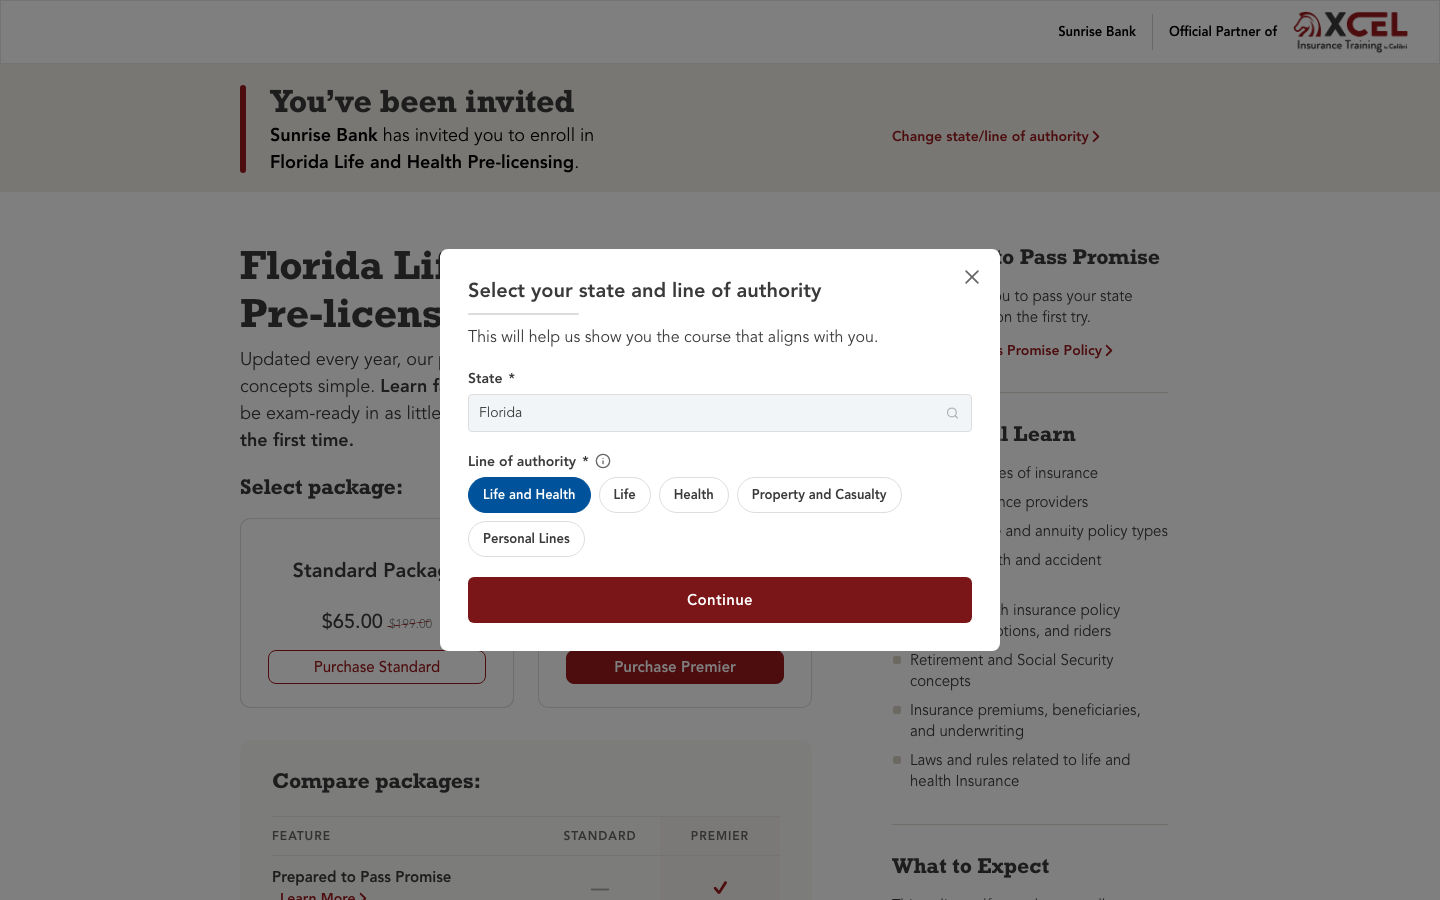 Sunrise Bank
Official Partner of
XCEL
Insurance Training by Colibri
You've been invited
Sunrise Bank has invited you to enroll in
Florida Life and Health Pre-licensing.
Change state/line of authority
Florida Li
Pre-licens
Updated every year, our
concepts simple. Learn f
be exam-ready in as little
the first time.
Select package:
Standard Packag
$65.00 $199.00
Purchase Standard
Purchase Premier
Compare packages:
FEATURE STANDARD PREMIER
Prepared to Pass Promise
Learn More
Select your state and line of authority
This will help us show you the course that aligns with you.
State *
Florida
Line of authority *
Life and Health
Life
Health
Property and Casualty
Personal Lines
Continue
to Pass Promise
ou to pass your state
on the first try.
s Promise Policy
l Learn
es of insurance
nce providers
e and annuity policy types
th and accident
h insurance policy
tions, and riders
Retirement and Social Security
concepts
Insurance premiums, beneficiaries,
and underwriting
Laws and rules related to life and
health Insurance
What to Expect